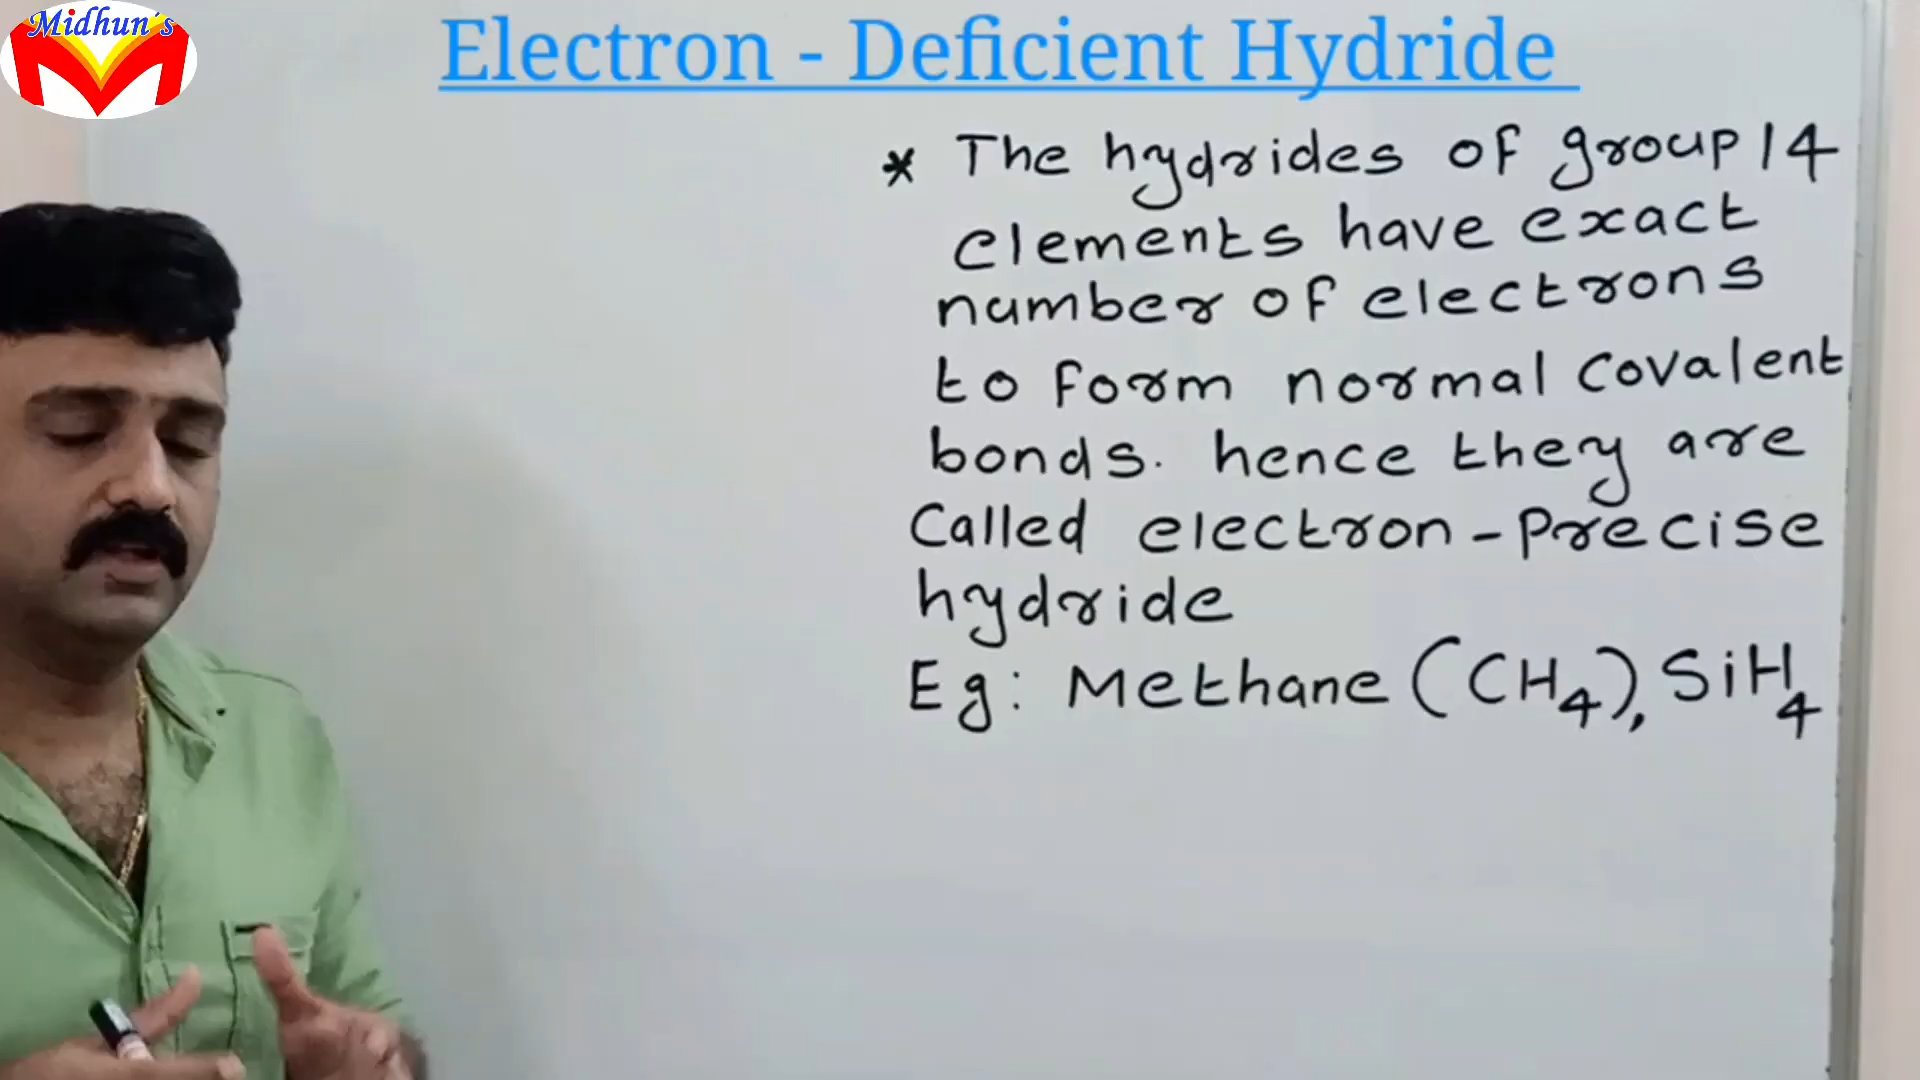 Midhun's
Electron - Deficient Hydride
* The hydrides of group 14
elements have exact
number of electrons
to form normal covalent
bonds. hence they are
Called electron - Precise
hydride
Eg: Methane (CH₄), SiH₄